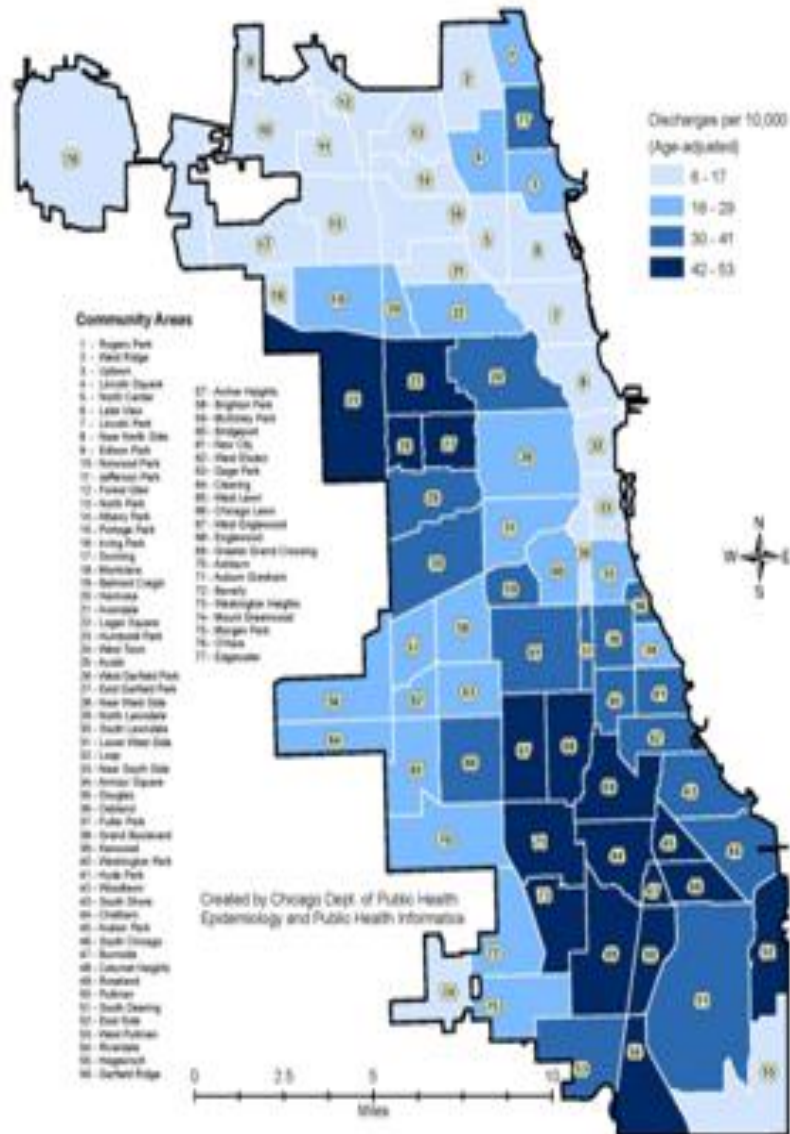 Discharges per 10,000
(Age-adjusted)
6 - 17
18 - 29
30 - 41
42 - 53
Community Areas
1 - Rogers Park
2 - West Ridge
3 - Uptown
4 - Lincoln Square
5 - North Center
6 - Lake View
7 - Lincoln Park
8 - Near North Side
9 - Edison Park
10 - Norwood Park
11 - Jefferson Park
12 - Forest Glen
13 - North Park
14 - Albany Park
15 - Portage Park
16 - Irving Park
17 - Dunning
18 - Montclare
19 - Belmont Cragin
20 - Hermosa
21 - Avondale
22 - Logan Square
23 - Humboldt Park
24 - West Town
25 - Austin
26 - West Garfield Park
27 - East Garfield Park
28 - Near West Side
29 - North Lawndale
30 - South Lawndale
31 - Lower West Side
32 - Loop
33 - Near South Side
34 - Armour Square
35 - Douglas
36 - Oakland
37 - Fuller Park
38 - Grand Boulevard
39 - Kenwood
40 - Washington Park
41 - Hyde Park
42 - Woodlawn
43 - South Shore
44 - Chatham
45 - Avalon Park
46 - South Chicago
47 - Burnside
48 - Calumet Heights
49 - Roseland
50 - Pullman
51 - South Deering
52 - East Side
53 - West Pullman
54 - Riverdale
55 - Hegewisch
56 - Garfield Ridge
57 - Archer Heights
58 - Brighton Park
59 - McKinley Park
60 - Bridgeport
61 - New City
62 - West Elsdon
63 - Gage Park
64 - Clearing
65 - West Lawn
66 - Chicago Lawn
67 - West Englewood
68 - Englewood
69 - Greater Grand Crossing
70 - Ashburn
71 - Auburn Gresham
72 - Beverly
73 - Washington Heights
74 - Mount Greenwood
75 - Morgan Park
76 - O'Hare
77 - Edgewater
N
W E
S
Created by Chicago Dept. of Public Health
Epidemiology and Public Health Informatics
0 2.5 5 10
Miles